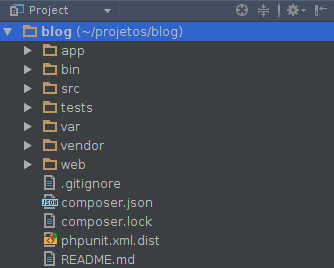 Project
blog (~/projetos/blog)
app
bin
src
tests
var
vendor
web
.gitignore
composer.json
composer.lock
phpunit.xml.dist
README.md